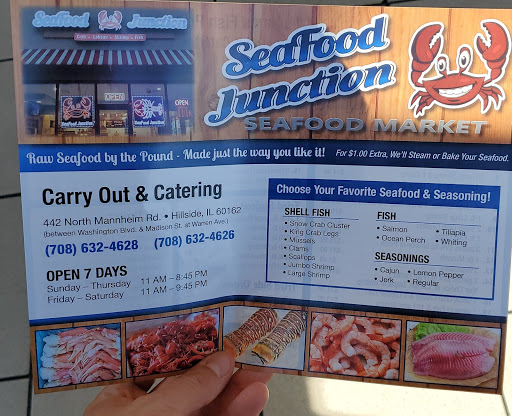 Seafood Junction
OPEN
OPEN
Seafood Junction
Seafood Junction
SEAFOOD MARKET
Raw Seafood by the Pound - Made just the way you like it!
For $1.00 Extra, We'll Steam or Bake Your Seafood.
Carry Out & Catering
442 North Mannheim Rd. • Hillside, IL 60162
(between Washington Blvd. & Madison St. at Warren Ave.)
(708) 632-4628 (708) 632-4626
OPEN 7 DAYS
Sunday – Thursday 11 AM – 8:45 PM
Friday – Saturday 11 AM – 9:45 PM
Choose Your Favorite Seafood & Seasoning!
SHELL FISH
• Snow Crab Cluster
• King Crab Legs
• Mussels
• Clams
• Scallops
• Jumbo Shrimp
• Large Shrimp
FISH
• Salmon • Tilapia
• Ocean Perch • Whiting
SEASONINGS
• Cajun • Lemon Pepper
• Jerk • Regular